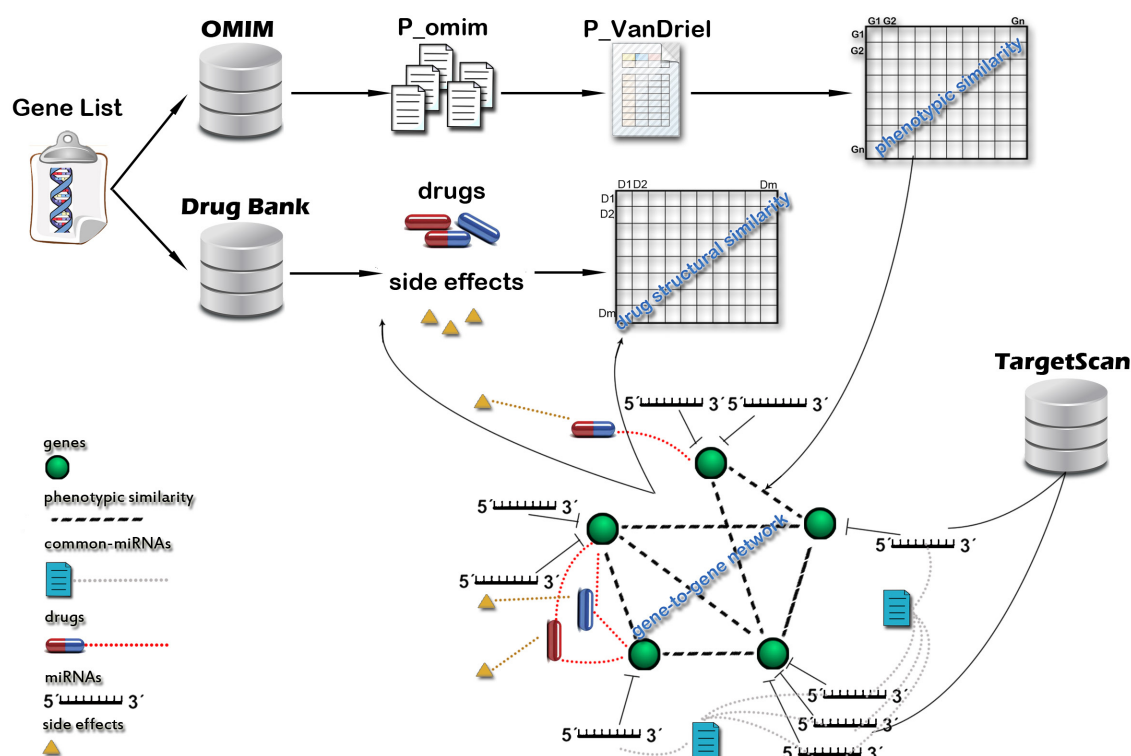 OMIM
P_omim
P_VanDriel
G1 G2
Gn
G1
G2
Gn
phenotypic similarity
Gene List
Drug Bank
drugs
side effects
D1 D2
Dm
D1
D2
Dm
drug structural similarity
TargetScan
5´ 3´
5´ 3´
genes
phenotypic similarity
common-miRNAs
drugs
miRNAs
5´ 3´
side effects
5´ 3´
5´ 3´
gene-to-gene network
5´ 3´
5´ 3´
5´ 3´
5´ 3´
5´ 3´